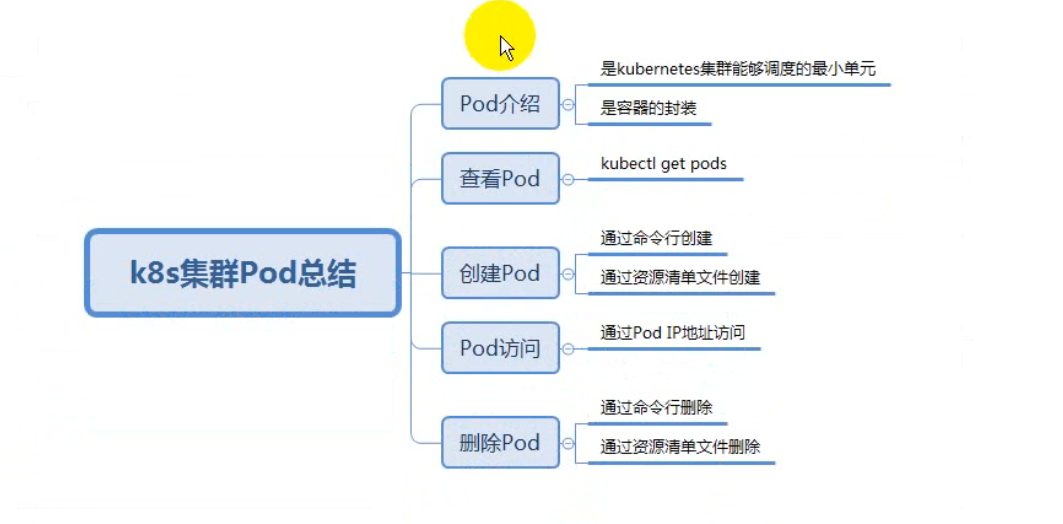 k8s集群Pod总结
Pod介绍
是kubernetes集群能够调度的最小单元
是容器的封装
查看Pod
kubectl get pods
创建Pod
通过命令行创建
通过资源清单文件创建
Pod访问
通过Pod IP地址访问
删除Pod
通过命令行删除
通过资源清单文件删除